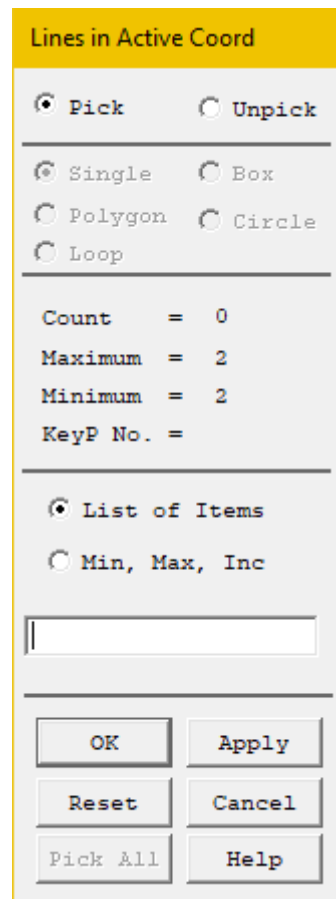 Lines in Active Coord
Pick Unpick
Single Box
Polygon Circle
Loop
Count = 0
Maximum = 2
Minimum = 2
KeyP No. =
List of Items
Min, Max, Inc
OK Apply
Reset Cancel
Pick All Help